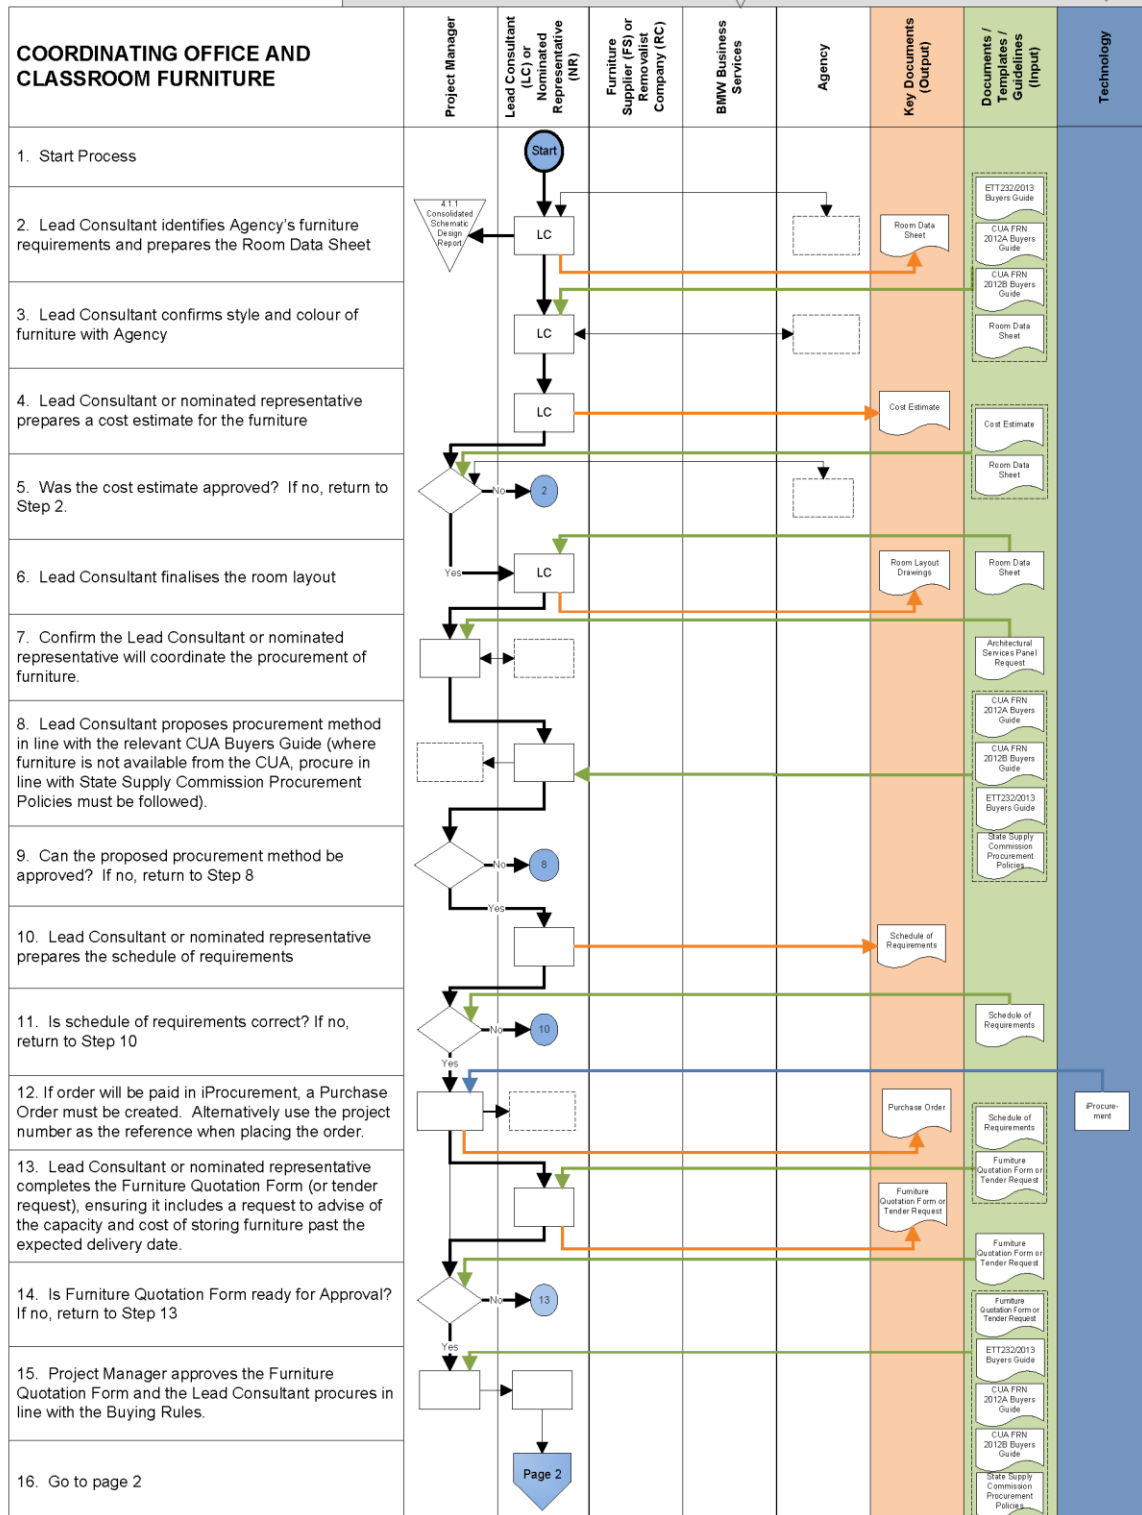 COORDINATING OFFICE AND
CLASSROOM FURNITURE
Project Manager
Lead Consultant
(LC) or
Nominated
Representative
(NR)
Furniture
Supplier (FS) or
Removalist
Company (RC)
BMW Business
Services
Agency
Key Documents
(Output)
Documents /
Templates /
Guidelines
(Input)
Technology
1. Start Process
Start
2. Lead Consultant identifies Agency's furniture
requirements and prepares the Room Data Sheet
4.1.1
Consolidated
Schematic
Design
Report
LC
Room Data
Sheet
ETT232/2013
Buyers Guide
CUA FRN
2012A Buyers
Guide
CUA FRN
2012B Buyers
Guide
Room Data
Sheet
3. Lead Consultant confirms style and colour of
furniture with Agency
LC
4. Lead Consultant or nominated representative
prepares a cost estimate for the furniture
LC
Cost Estimate
Cost Estimate
Room Data
Sheet
5. Was the cost estimate approved? If no, return to
Step 2.
No
2
Yes
6. Lead Consultant finalises the room layout
LC
Room Layout
Drawings
Room Data
Sheet
7. Confirm the Lead Consultant or nominated
representative will coordinate the procurement of
furniture.
Architectural
Services Panel
Request
8. Lead Consultant proposes procurement method
in line with the relevant CUA Buyers Guide (where
furniture is not available from the CUA, procure in
line with State Supply Commission Procurement
Policies must be followed).
CUA FRN
2012A Buyers
Guide
CUA FRN
2012B Buyers
Guide
ETT232/2013
Buyers Guide
State Supply
Commission
Procurement
Policies
9. Can the proposed procurement method be
approved? If no, return to Step 8
No
8
Yes
10. Lead Consultant or nominated representative
prepares the schedule of requirements
Schedule of
Requirements
11. Is schedule of requirements correct? If no,
return to Step 10
No
10
Yes
Schedule of
Requirements
12. If order will be paid in iProcurement, a Purchase
Order must be created. Alternatively use the project
number as the reference when placing the order.
Purchase Order
Schedule of
Requirements
iProcure-
ment
13. Lead Consultant or nominated representative
completes the Furniture Quotation Form (or tender
request), ensuring it includes a request to advise of
the capacity and cost of storing furniture past the
expected delivery date.
Furniture
Quotation Form or
Tender Request
Furniture
Quotation Form or
Tender Request
14. Is Furniture Quotation Form ready for Approval?
If no, return to Step 13
No
13
Yes
Furniture
Quotation Form or
Tender Request
15. Project Manager approves the Furniture
Quotation Form and the Lead Consultant procures in
line with the Buying Rules.
Furniture
Quotation Form or
Tender Request
ETT232/2013
Buyers Guide
CUA FRN
2012A Buyers
Guide
CUA FRN
2012B Buyers
Guide
State Supply
Commission
Procurement
Policies
16. Go to page 2
Page 2